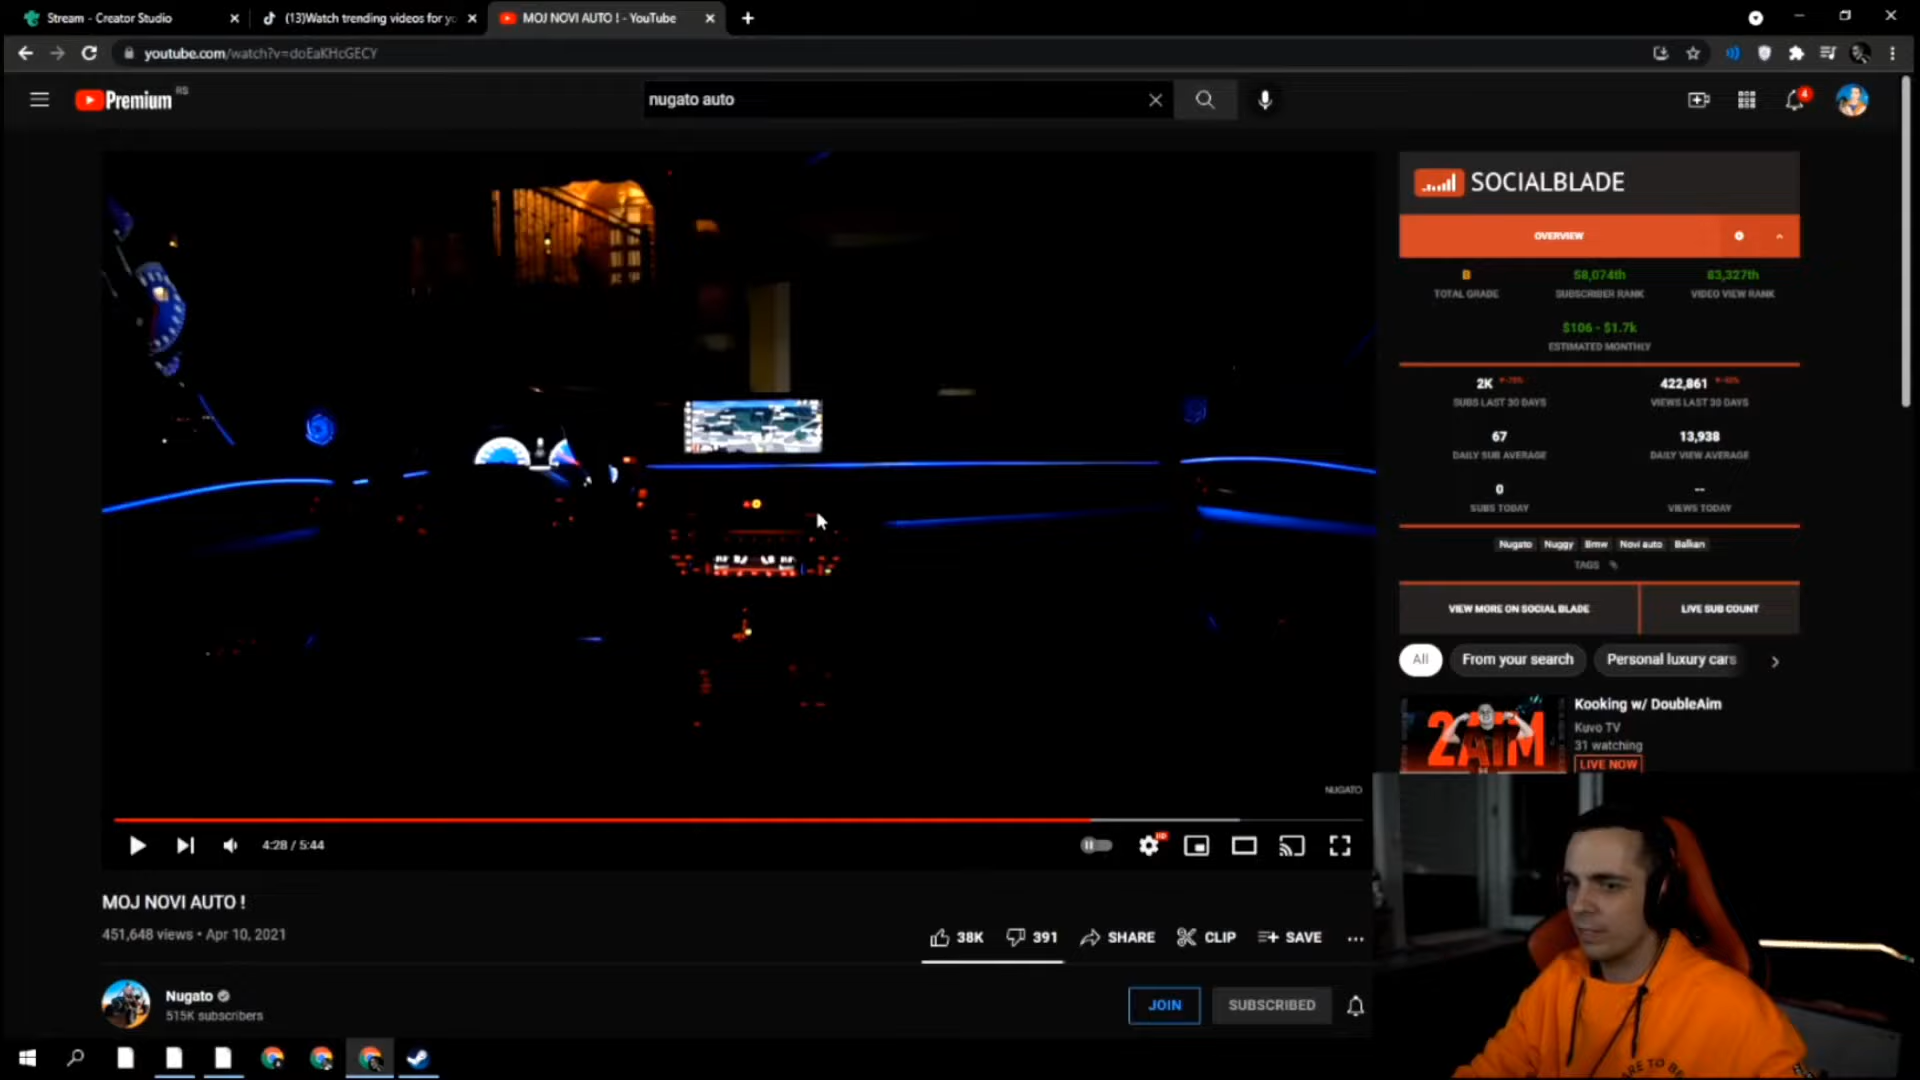 Stream - Creator Studio
(13)Watch trending videos for yo
MOJ NOVI AUTO ! - YouTube
youtube.com/watch?v=doEaKHcGECY
Premium RS
nugato auto
4
SOCIALBLADE
OVERVIEW
B
58,074th
83,327th
TOTAL GRADE
SUBSCRIBER RANK
VIDEO VIEW RANK
$106 - $1.7k
ESTIMATED MONTHLY
2K
422,861
SUBS LAST 30 DAYS
VIEWS LAST 30 DAYS
67
13,938
DAILY SUB AVERAGE
DAILY VIEW AVERAGE
0
--
SUBS TODAY
VIEWS TODAY
Nugato Nuggy Bmw Novi auto Balkan
TAGS
VIEW MORE ON SOCIAL BLADE
LIVE SUB COUNT
All
From your search
Personal luxury cars
2AIM
Kooking w/ DoubleAim
Kuvo TV
31 watching
LIVE NOW
NUGATO
4:28 / 5:44
HD
MOJ NOVI AUTO !
451,648 views • Apr 10, 2021
38K
391
SHARE
CLIP
SAVE
Nugato
515K subscribers
JOIN
SUBSCRIBED